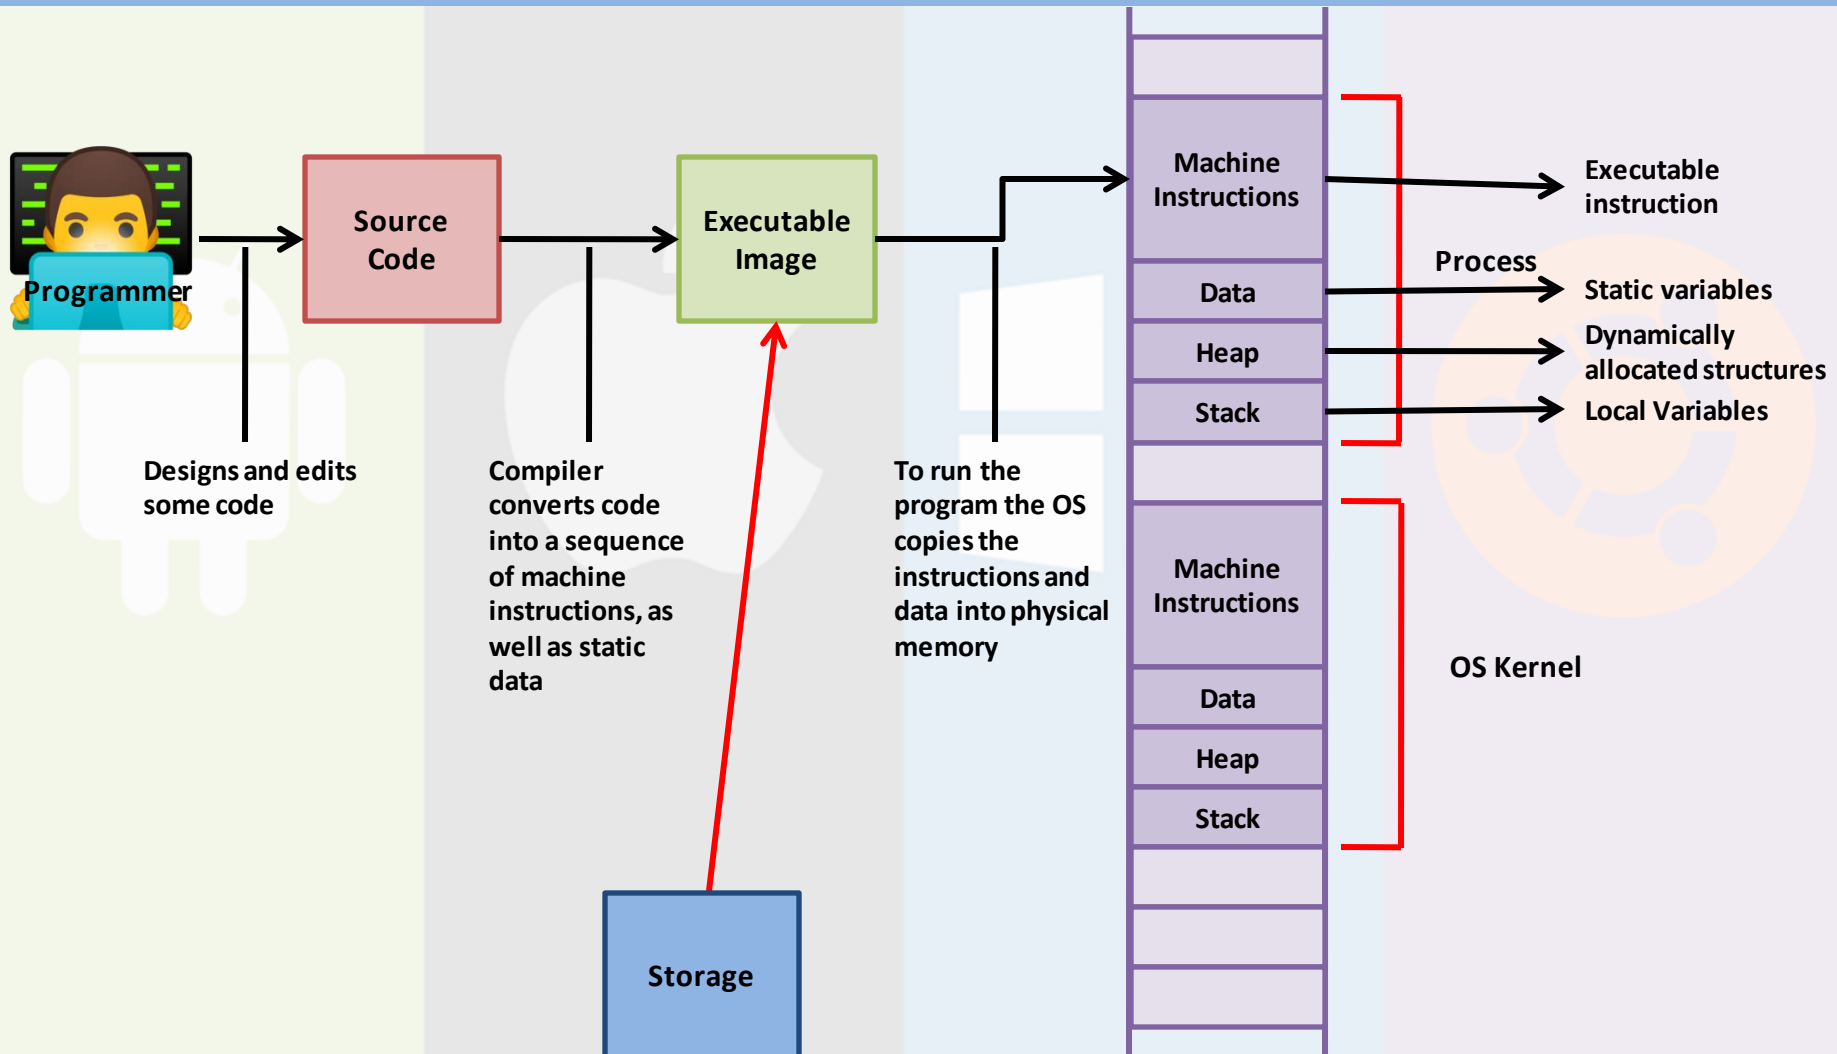 Programmer
Source
Code
Executable
Image
Designs and edits
some code
Compiler
converts code
into a sequence
of machine
instructions, as
well as static
data
To run the
program the OS
copies the
instructions and
data into physical
memory
Storage
Machine
Instructions
Data
Heap
Stack
Process
Executable
instruction
Static variables
Dynamically
allocated structures
Local Variables
Machine
Instructions
Data
Heap
Stack
OS Kernel